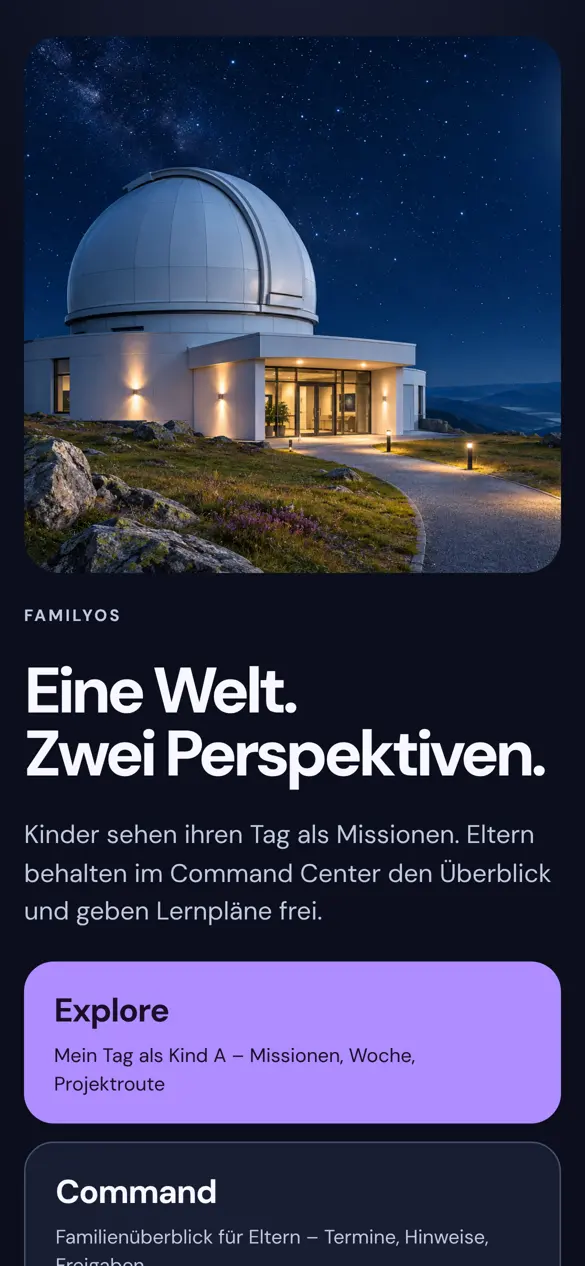 FAMILYOS
Eine Welt.
Zwei Perspektiven.
Kinder sehen ihren Tag als Missionen. Eltern
behalten im Command Center den Überblick
und geben Lernpläne frei.
Explore
Mein Tag als Kind A – Missionen, Woche,
Projektroute
Command
Familienüberblick für Eltern – Termine, Hinweise,
Freigaben